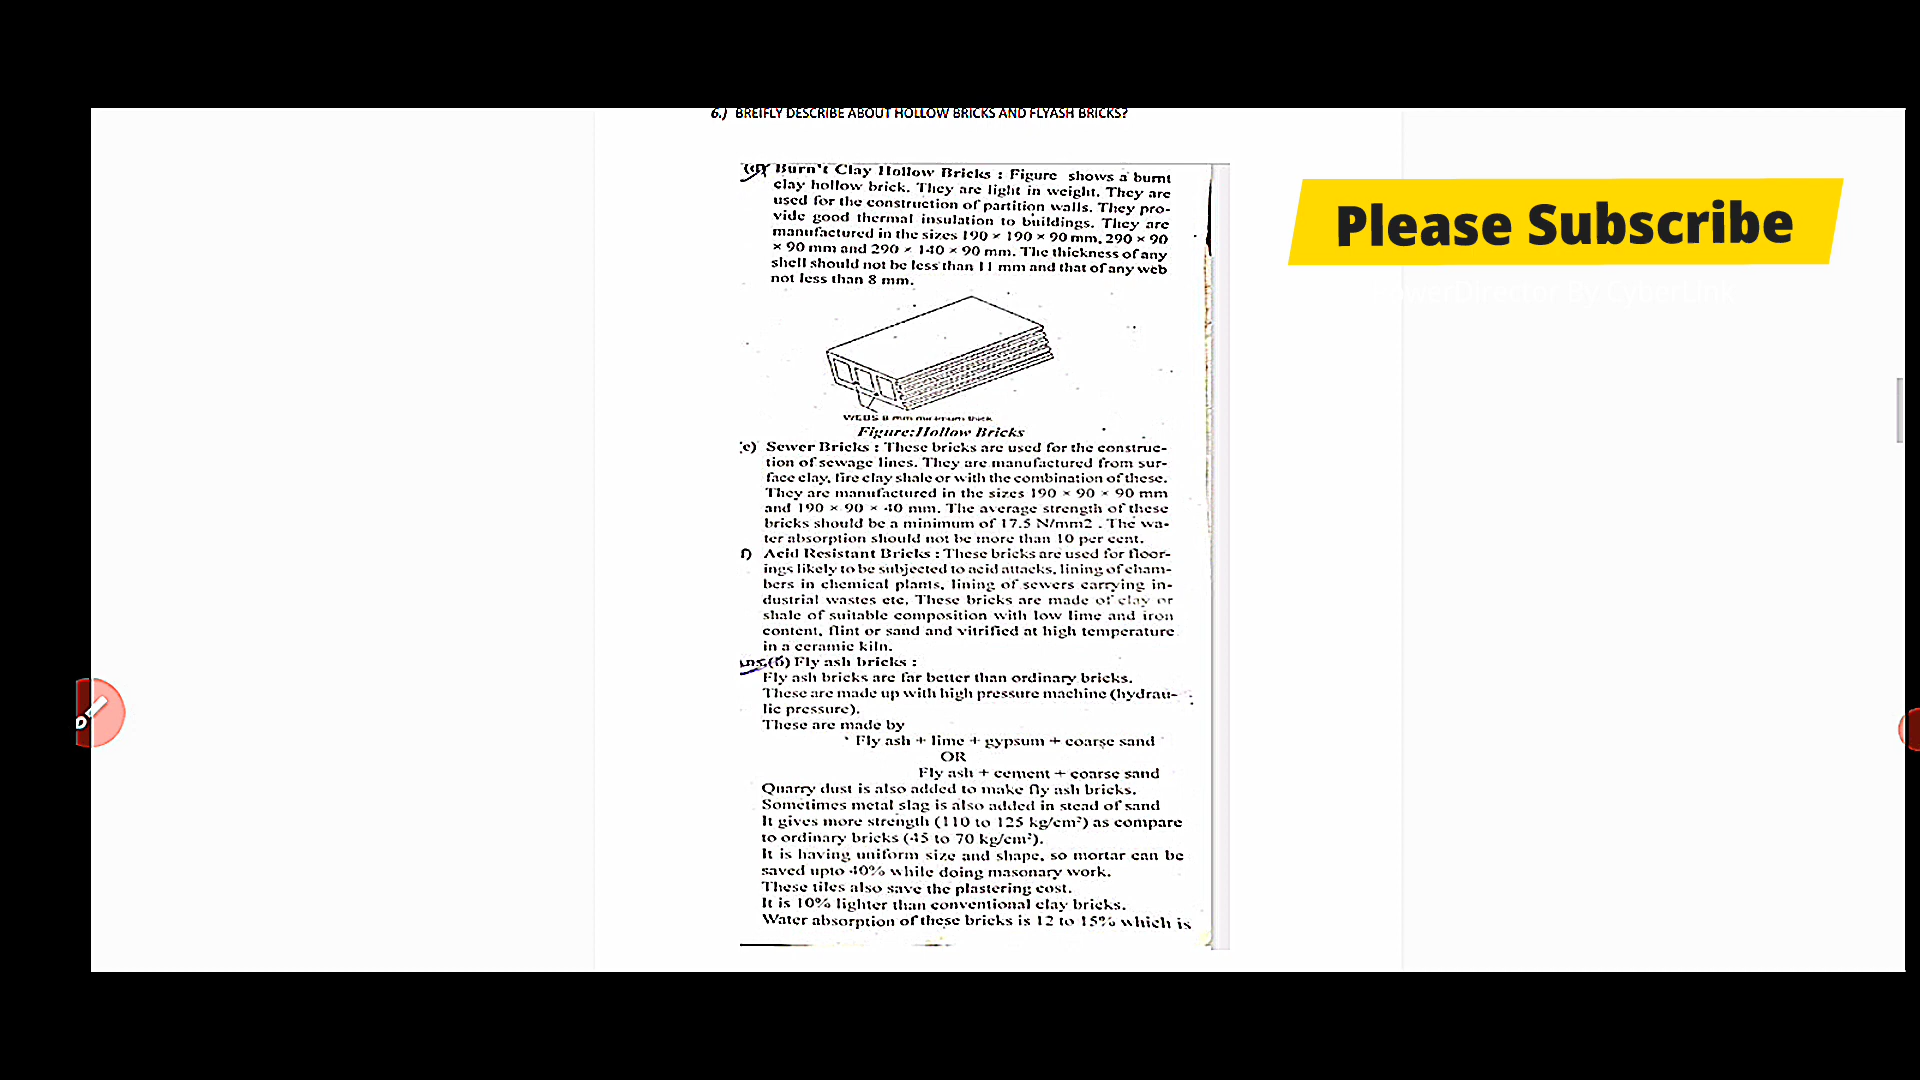 6.) BREIFLY DESCRIBE ABOUT HOLLOW BRICKS AND FLYASH BRICKS?
(d) Burn't Clay Hollow Bricks : Figure shows a burnt
clay hollow brick. They are light in weight. They are
used for the construction of partition walls. They pro-
vide good thermal insulation to buildings. They are
manufactured in the sizes 190 × 190 × 90 mm, 290 × 90
× 90 mm and 290 × 140 × 90 mm. The thickness of any
shell should not be less than 11 mm and that of any web
not less than 8 mm.
WEBS 8 mm minimum thick
Figure:Hollow Bricks
e) Sewer Bricks : These bricks are used for the construc-
tion of sewage lines. They are manufactured from sur-
face clay, fire clay shale or with the combination of these.
They are manufactured in the sizes 190 × 90 × 90 mm
and 190 × 90 × 40 mm. The average strength of these
bricks should be a minimum of 17.5 N/mm2 . The wa-
ter absorption should not be more than 10 per cent.
f) Acid Resistant Bricks : These bricks are used for floor-
ings likely to be subjected to acid attacks, lining of cham-
bers in chemical plants, lining of sewers carrying in-
dustrial wastes etc. These bricks are made of clay or
shale of suitable composition with low lime and iron
content, flint or sand and vitrified at high temperature
in a ceramic kiln.
Ans.(b) Fly ash bricks :
Fly ash bricks are far better than ordinary bricks.
These are made up with high pressure machine (hydrau-
lic pressure).
These are made by
Fly ash + lime + gypsum + coarse sand
OR
Fly ash + cement + coarse sand
Quarry dust is also added to make fly ash bricks.
Sometimes metal slag is also added in stead of sand
It gives more strength (110 to 125 kg/cm²) as compare
to ordinary bricks (45 to 70 kg/cm²).
It is having uniform size and shape, so mortar can be
saved upto 40% while doing masonary work.
These tiles also save the plastering cost.
It is 10% lighter than conventional clay bricks.
Water absorption of these bricks is 12 to 15% which is
Please Subscribe
werDirector By CyberLink